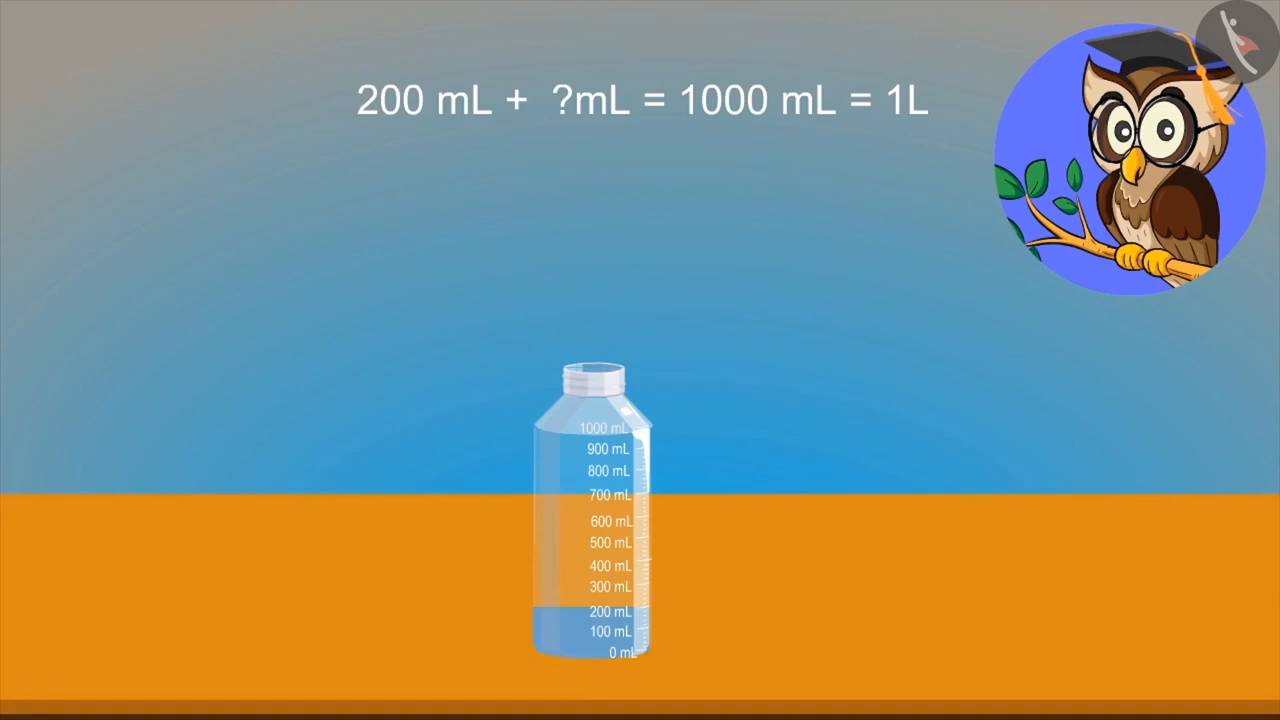 200 mL + ?mL = 1000 mL = 1L
1000 mL
900 mL
800 mL
700 mL
600 mL
500 mL
400 mL
300 mL
200 mL
100 mL
0 mL